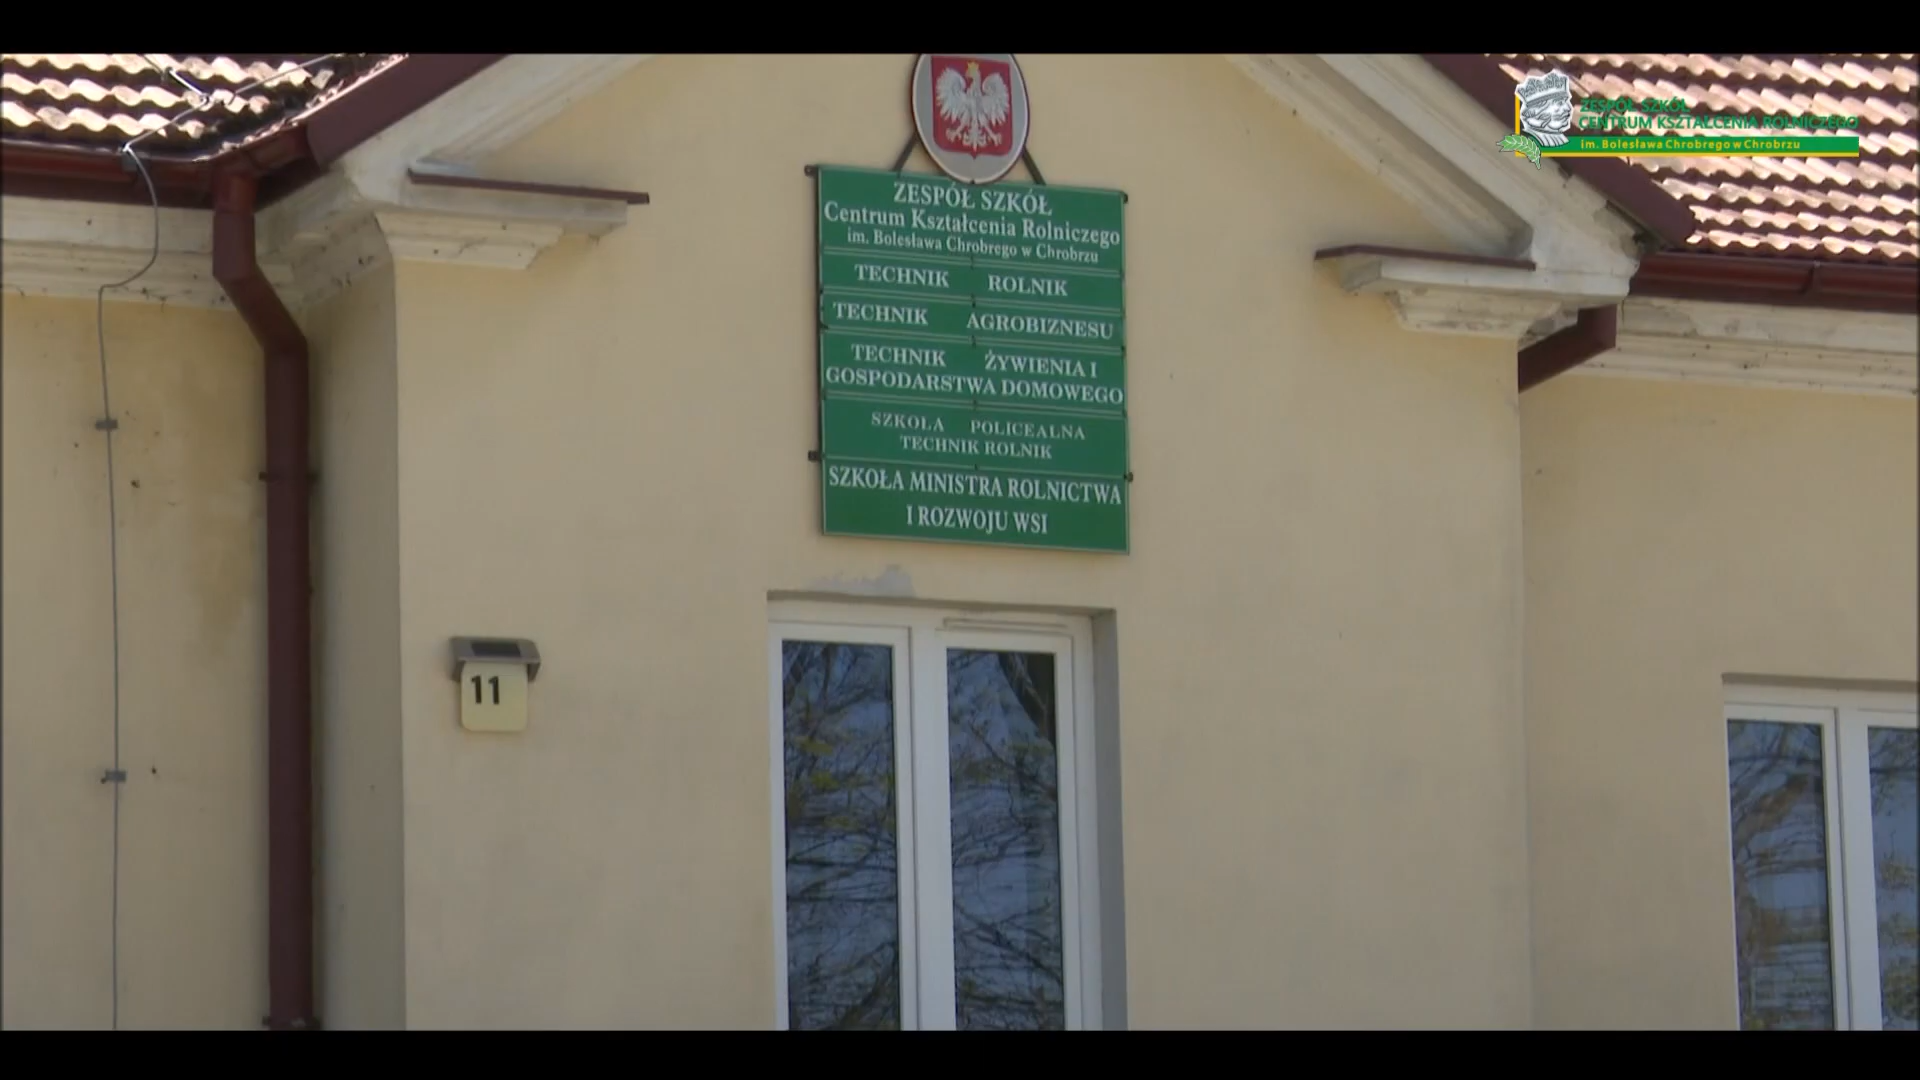 ZESPÓŁ SZKÓŁ
CENTRUM KSZTAŁCENIA ROLNICZEGO
im. Bolesława Chrobrego w Chrobrzu
ZESPÓŁ SZKÓŁ
Centrum Kształcenia Rolniczego
im. Bolesława Chrobrego w Chrobrzu
TECHNIK ROLNIK
TECHNIK AGROBIZNESU
TECHNIK ŻYWIENIA I
GOSPODARSTWA DOMOWEGO
SZKOŁA POLICEALNA
TECHNIK ROLNIK
SZKOŁA MINISTRA ROLNICTWA
I ROZWOJU WSI
11